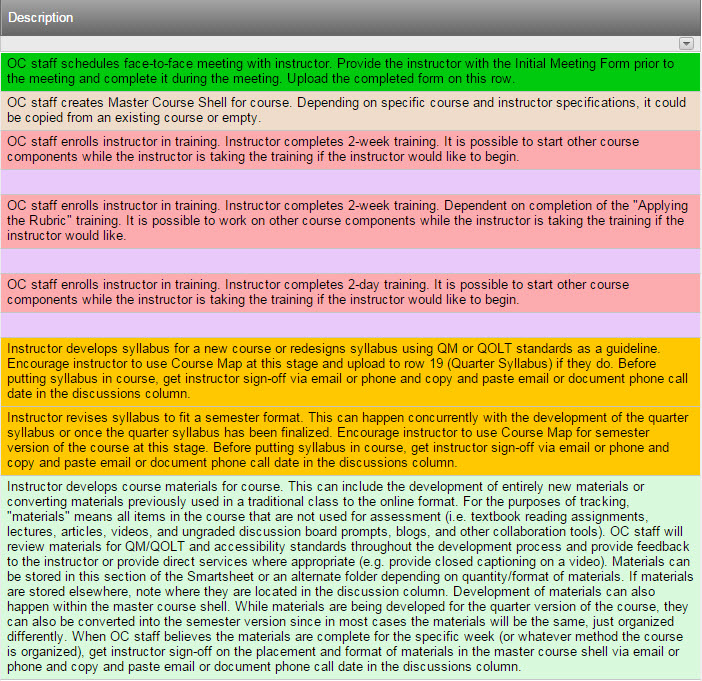 Description
OC staff schedules face-to-face meeting with instructor. Provide the instructor with the Initial Meeting Form prior to
the meeting and complete it during the meeting. Upload the completed form on this row.
OC staff creates Master Course Shell for course. Depending on specific course and instructor specifications, it could
be copied from an existing course or empty.
OC staff enrolls instructor in training. Instructor completes 2-week training. It is possible to start other course
components while the instructor is taking the training if the instructor would like to begin.
OC staff enrolls instructor in training. Instructor completes 2-week training. Dependent on completion of the "Applying
the Rubric" training. It is possible to work on other course components while the instructor is taking the training if the
instructor would like.
OC staff enrolls instructor in training. Instructor completes 2-day training. It is possible to start other course
components while the instructor is taking the training if the instructor would like to begin.
Instructor develops syllabus for a new course or redesigns syllabus using QM or QOLT standards as a guideline.
Encourage instructor to use Course Map at this stage and upload to row 19 (Quarter Syllabus) if they do. Before
putting syllabus in course, get instructor sign-off via email or phone and copy and paste email or document phone call
date in the discussions column.
Instructor revises syllabus to fit a semester format. This can happen concurrently with the development of the quarter
syllabus or once the quarter syllabus has been finalized. Encourage instructor to use Course Map for semester
version of the course at this stage. Before putting syllabus in course, get instructor sign-off via email or phone and
copy and paste email or document phone call date in the discussions column.
Instructor develops course materials for course. This can include the development of entirely new materials or
converting materials previously used in a traditional class to the online format. For the purposes of tracking,
"materials" means all items in the course that are not used for assessment (i.e. textbook reading assignments,
lectures, articles, videos, and ungraded discussion board prompts, blogs, and other collaboration tools). OC staff will
review materials for QM/QOLT and accessibility standards throughout the development process and provide feedback
to the instructor or provide direct services where appropriate (e.g. provide closed captioning on a video). Materials can
be stored in this section of the Smartsheet or an alternate folder depending on quantity/format of materials. If materials
are stored elsewhere, note where they are located in the discussion column. Development of materials can also
happen within the master course shell. While materials are being developed for the quarter version of the course, they
can also be converted into the semester version since in most cases the materials will be the same, just organized
differently. When OC staff believes the materials are complete for the specific week (or whatever method the course
is organized), get instructor sign-off on the placement and format of materials in the master course shell via email or
phone and copy and paste email or document phone call date in the discussions column.